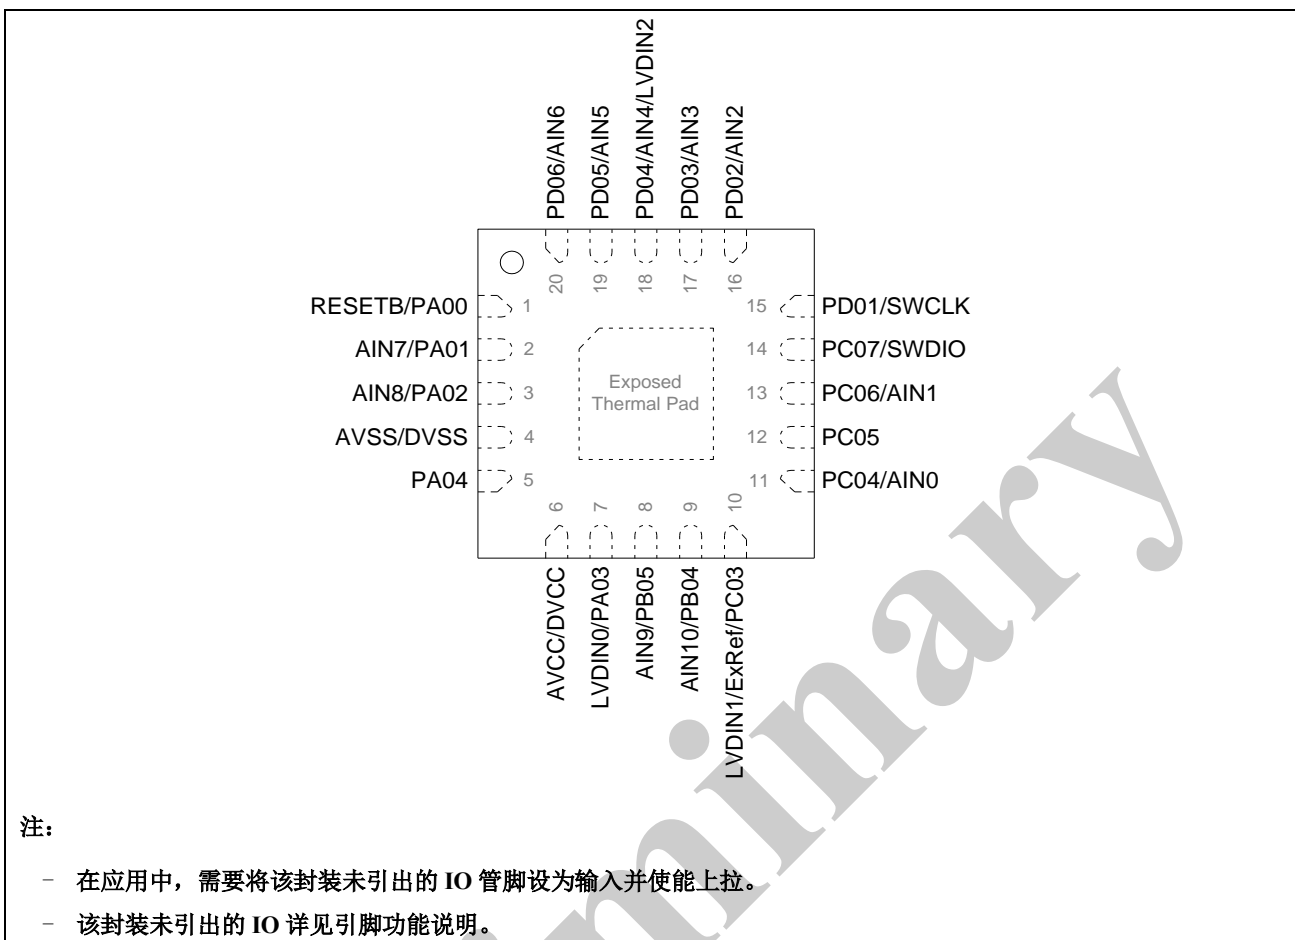 PD06/AIN6
PD05/AIN5
PD04/AIN4/LVDIN2
PD03/AIN3
PD02/AIN2
20
19
18
17
16
RESETB/PA00
1
15
PD01/SWCLK
AIN7/PA01
2
14
PC07/SWDIO
AIN8/PA02
3
Exposed
Thermal Pad
13
PC06/AIN1
AVSS/DVSS
4
12
PC05
PA04
5
11
PC04/AIN0
6
7
8
9
10
AVCC/DVCC
LVDIN0/PA03
AIN9/PB05
AIN10/PB04
LVDIN1/ExRef/PC03
注：
－ 在应用中，需要将该封装未引出的 IO 管脚设为输入并使能上拉。
－ 该封装未引出的 IO 详见引脚功能说明。
minary